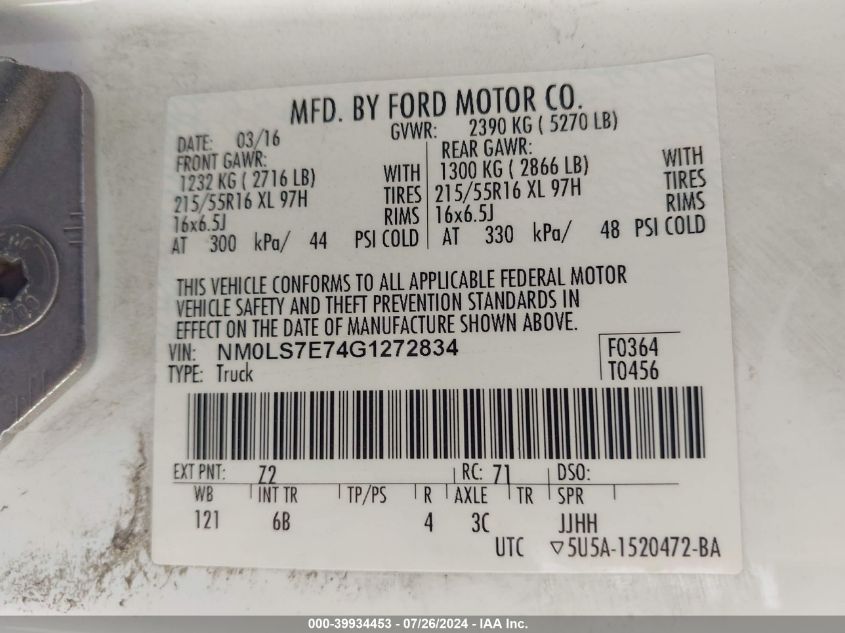 MFD. BY FORD MOTOR CO.
DATE: 03/16 GVWR: 2390 KG ( 5270 LB)
FRONT GAWR: REAR GAWR:
1232 KG ( 2716 LB) WITH 1300 KG ( 2866 LB) WITH
215/55R16 XL 97H TIRES 215/55R16 XL 97H TIRES
16x6.5J RIMS 16x6.5J RIMS
AT 300 kPa/ 44 PSI COLD AT 330 kPa/ 48 PSI COLD
THIS VEHICLE CONFORMS TO ALL APPLICABLE FEDERAL MOTOR
VEHICLE SAFETY AND THEFT PREVENTION STANDARDS IN
EFFECT ON THE DATE OF MANUFACTURE SHOWN ABOVE.
VIN: NM0LS7E74G1272834 F0364
TYPE: Truck T0456
EXT PNT: Z2 RC: 71 DSO:
WB INT TR TP/PS R AXLE TR SPR
121 6B 4 3C JJHH
UTC ▽5U5A-1520472-BA
000-39934453 - 07/26/2024 - IAA Inc.